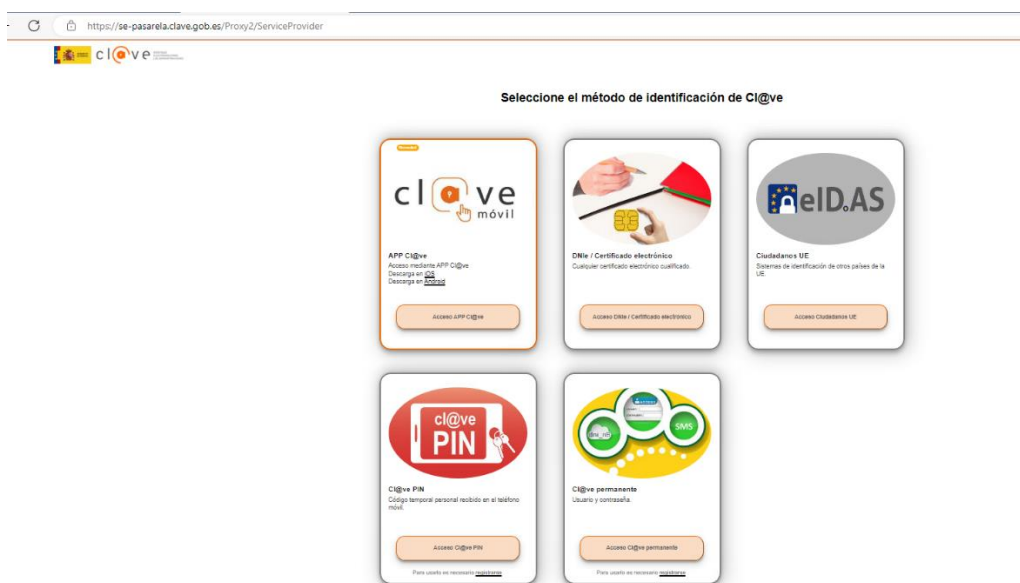 https://se-pasarela.clave.gob.es/Proxy2/ServiceProvider
cl@ve
Seleccione el método de identificación de Cl@ve
cl@ve
móvil
APP Cl@ve
Acceso mediante APP Cl@ve
Descarga en iOS
Descarga en Android
Acceso APP Cl@ve
DNIe / Certificado electrónico
Cualquier certificado electrónico cualificado
Acceso DNIe / Certificado electrónico
eID.AS
Ciudadanos UE
Sistemas de identificación de otros países de la
UE.
Acceso Ciudadanos UE
cl@ve
PIN
Cl@ve PIN
Código temporal personal recibido en el teléfono
móvil.
Acceso Cl@ve PIN
Para usarlo es necesario registrarse
SMS
Cl@ve permanente
Usuario y contraseña.
Acceso Cl@ve permanente
Para usarlo es necesario registrarse